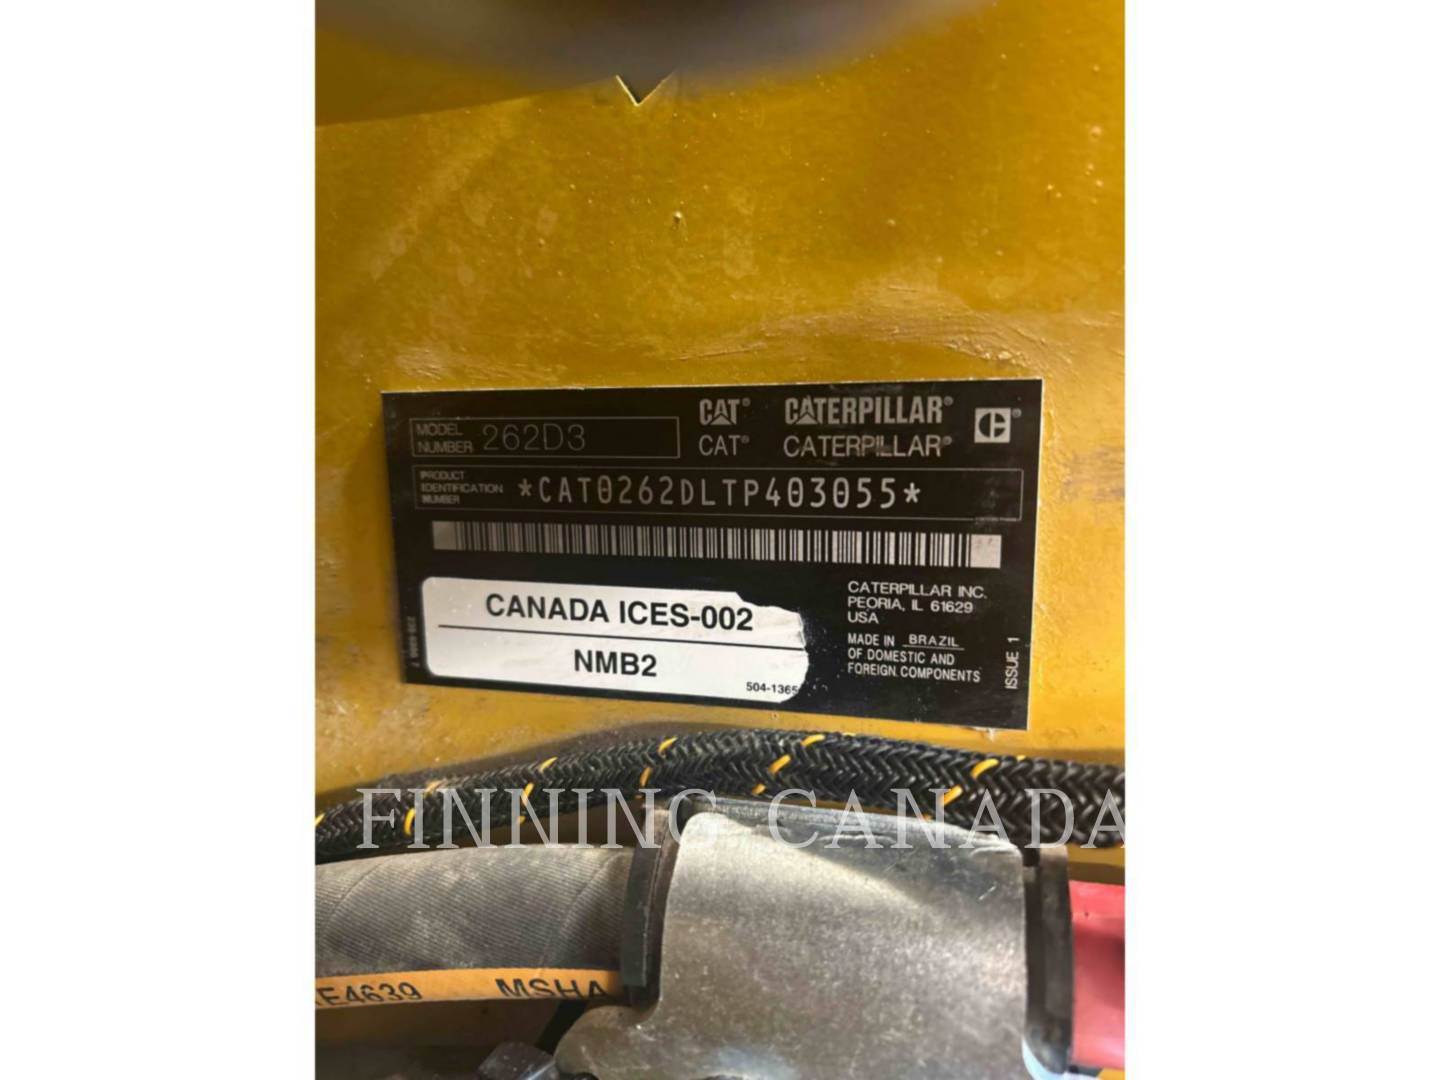 CAT® CATERPILLAR®
MODEL NUMBER 262D3
CAT® CATERPILLAR®
PRODUCT IDENTIFICATION NUMBER *CAT0262DLTP403055*
CANADA ICES-002
NMB2
504-1365
CATERPILLAR INC.
PEORIA, IL 61629
USA
MADE IN BRAZIL
OF DOMESTIC AND
FOREIGN COMPONENTS
ISSUE 1
FINNING CANADA
E4639 MSHA